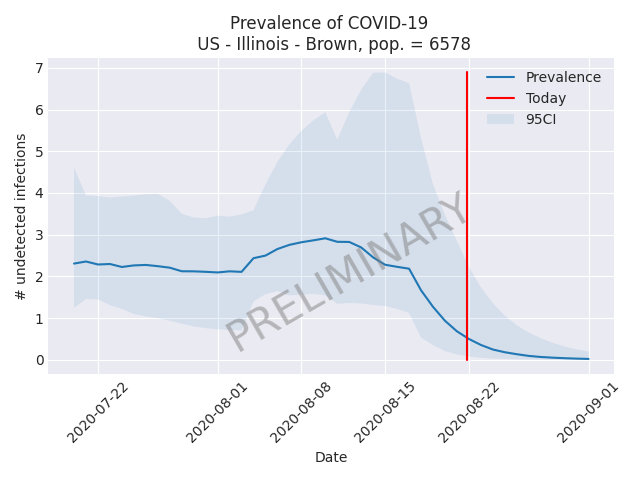 Prevalence of COVID-19
US - Illinois - Brown, pop. = 6578
# undetected infections
7
6
5
4
3
2
1
0
Prevalence
Today
95CI
PRELIMINARY
2020-07-22
2020-08-01
2020-08-08
2020-08-15
2020-08-22
2020-09-01
Date